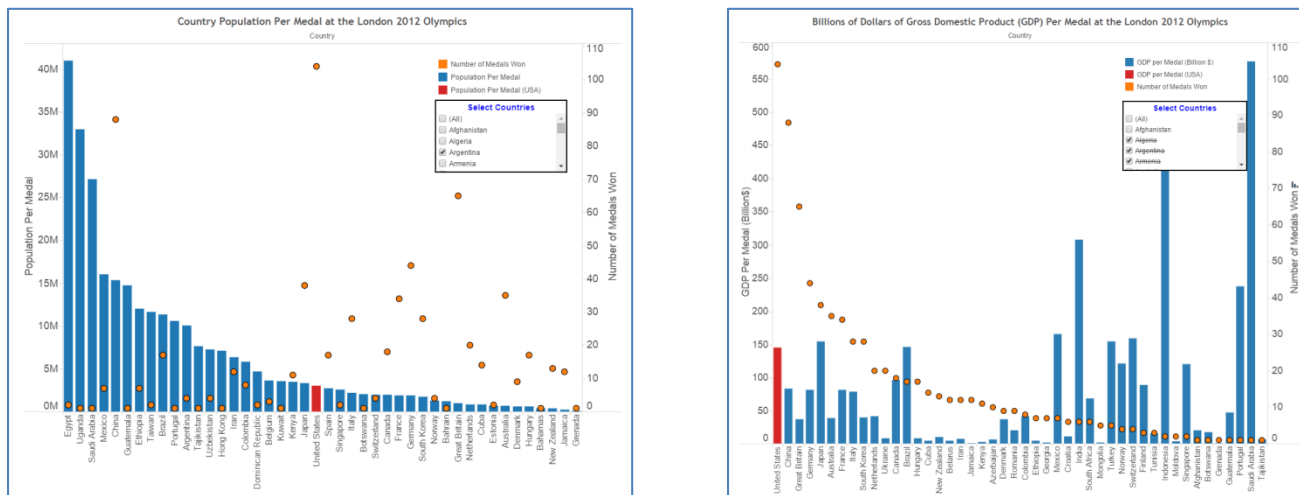 Country Population Per Medal at the London 2012 Olympics
Country
40M
35M
30M
25M
20M
15M
10M
5M
0M
Population Per Medal
Number of Medals Won
Population Per Medal
Population Per Medal (USA)
Select Countries
(All)
Afghanistan
Algeria
Argentina
Armenia
110
100
90
80
70
60
50
40
30
20
10
0
Number of Medals Won
Egypt
Uganda
Saudi Arabia
Mexico
China
Guatemala
Ethiopia
Taiwan
Brazil
Portugal
Argentina
Tajikistan
Uzbekistan
Hong Kong
Iran
Colombia
Dominican Republic
Belgium
Kuwait
Kenya
Japan
United States
Spain
Singapore
Italy
Botswana
Switzerland
Canada
France
Germany
South Korea
Norway
Bahrain
Great Britain
Netherlands
Cuba
Estonia
Australia
Denmark
Hungary
Bahamas
New Zealand
Jamaica
Grenada
Billions of Dollars of Gross Domestic Product (GDP) Per Medal at the London 2012 Olympics
Country
600
550
500
450
400
350
300
250
200
150
100
50
0
GDP Per Medal (Billion$)
GDP per Medal (Billion $)
GDP per Medal (USA)
Number of Medals Won
Select Countries
(All)
Afghanistan
Algeria
Argentina
Armenia
110
100
90
80
70
60
50
40
30
20
10
0
Number of Medals Won
United States
China
Great Britain
Germany
Japan
Australia
France
Italy
South Korea
Netherlands
Ukraine
Canada
Brazil
Hungary
Cuba
New Zealand
Belarus
Iran
Jamaica
Kenya
Azerbaijan
Denmark
Romania
Colombia
Ethiopia
Georgia
Mexico
Croatia
India
South Africa
Mongolia
Turkey
Norway
Switzerland
Finland
Tunisia
Indonesia
Moldova
Singapore
Afghanistan
Botswana
Grenada
Guatemala
Portugal
Saudi Arabia
Tajikistan